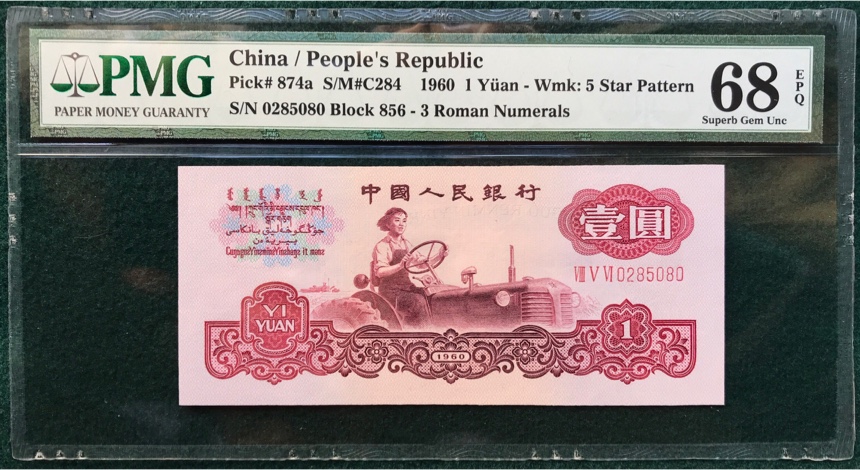 PMG
PAPER MONEY GUARANTY
China / People's Republic
Pick# 874a S/M#C284 1960 1 Yüan - Wmk: 5 Star Pattern
S/N 0285080 Block 856 - 3 Roman Numerals
68
EPQ
Superb Gem Unc
中國人民銀行
壹圓
VIII V VI 0285080
YI
YUAN
1
1960